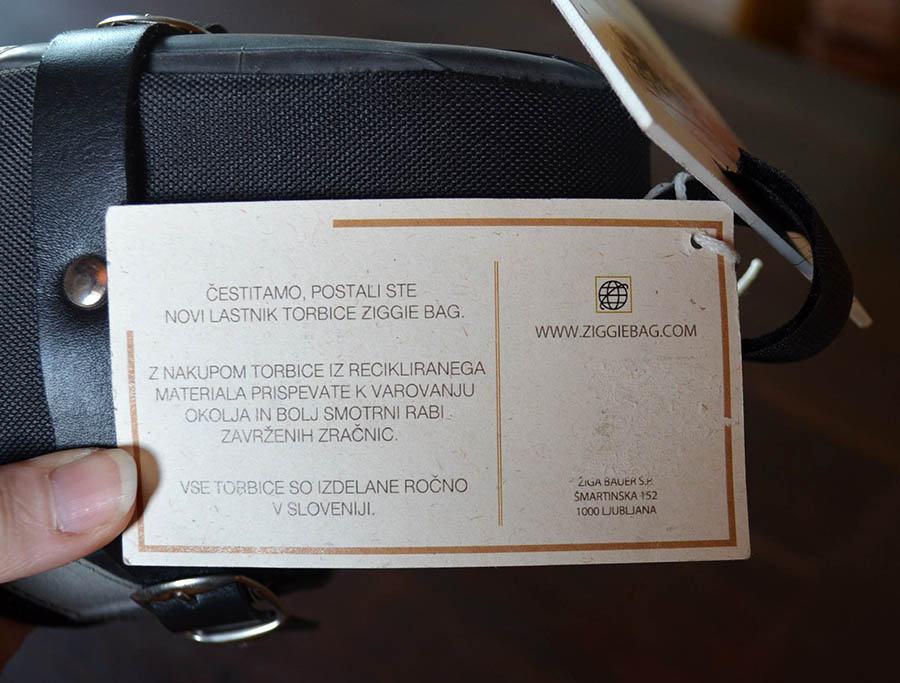 ČESTITAMO, POSTALI STE
NOVI LASTNIK TORBICE ZIGGIE BAG.
Z NAKUPOM TORBICE IZ RECIKLIRANEGA
MATERIALA PRISPEVATE K VAROVANJU
OKOLJA IN BOLJ SMOTRNI RABI
ZAVRŽENIH ZRAČNIC.
VSE TORBICE SO IZDELANE ROČNO
V SLOVENIJI.
WWW.ZIGGIEBAG.COM
ŽIGA BAUER S.P.
ŠMARTINSKA 152
1000 LJUBLJANA